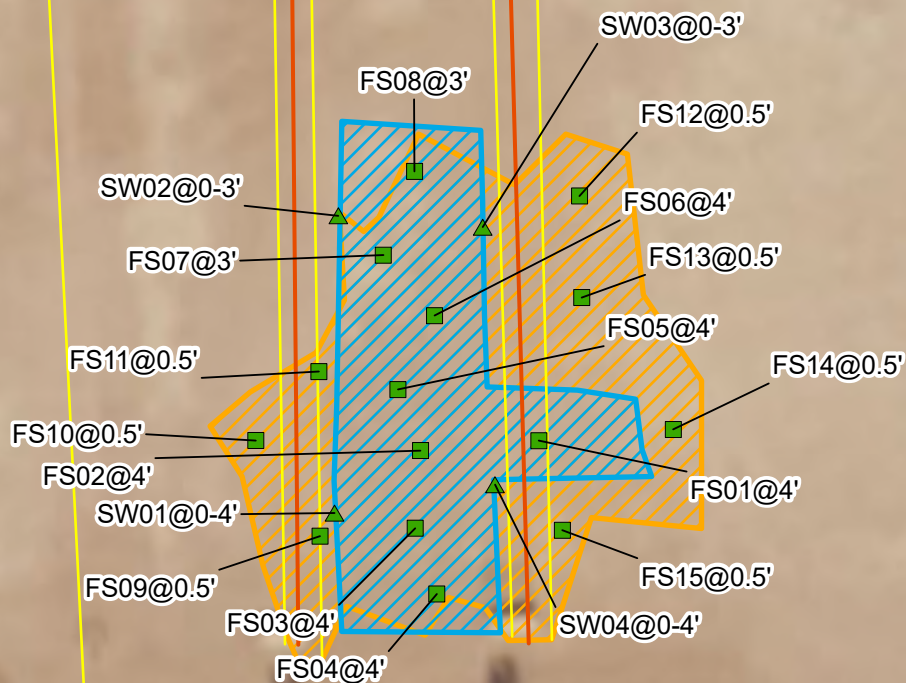 SW03@0-3'
FS08@3'
FS12@0.5'
SW02@0-3'
FS06@4'
FS07@3'
FS13@0.5'
FS05@4'
FS11@0.5'
FS14@0.5'
FS10@0.5'
FS02@4'
FS01@4'
SW01@0-4'
FS15@0.5'
FS09@0.5'
FS03@4'
SW04@0-4'
FS04@4'